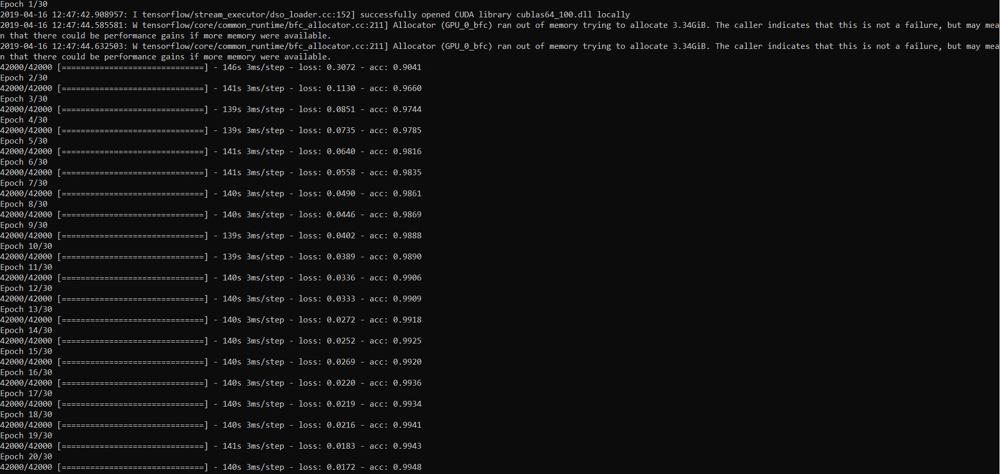 Epoch 1/30
2019-04-16 12:47:42.908957: I tensorflow/stream_executor/dso_loader.cc:152] successfully opened CUDA library cublas64_100.dll locally
2019-04-16 12:47:44.585581: W tensorflow/core/common_runtime/bfc_allocator.cc:211] Allocator (GPU_0_bfc) ran out of memory trying to allocate 3.34GiB. The caller indicates that this is not a failure, but may mea
n that there could be performance gains if more memory were available.
2019-04-16 12:47:44.632503: W tensorflow/core/common_runtime/bfc_allocator.cc:211] Allocator (GPU_0_bfc) ran out of memory trying to allocate 3.34GiB. The caller indicates that this is not a failure, but may mea
n that there could be performance gains if more memory were available.
42000/42000 [==============================] - 146s 3ms/step - loss: 0.3072 - acc: 0.9041
Epoch 2/30
42000/42000 [==============================] - 141s 3ms/step - loss: 0.1130 - acc: 0.9660
Epoch 3/30
42000/42000 [==============================] - 139s 3ms/step - loss: 0.0851 - acc: 0.9744
Epoch 4/30
42000/42000 [==============================] - 139s 3ms/step - loss: 0.0735 - acc: 0.9785
Epoch 5/30
42000/42000 [==============================] - 141s 3ms/step - loss: 0.0640 - acc: 0.9816
Epoch 6/30
42000/42000 [==============================] - 141s 3ms/step - loss: 0.0558 - acc: 0.9835
Epoch 7/30
42000/42000 [==============================] - 140s 3ms/step - loss: 0.0490 - acc: 0.9861
Epoch 8/30
42000/42000 [==============================] - 140s 3ms/step - loss: 0.0446 - acc: 0.9869
Epoch 9/30
42000/42000 [==============================] - 139s 3ms/step - loss: 0.0402 - acc: 0.9888
Epoch 10/30
42000/42000 [==============================] - 139s 3ms/step - loss: 0.0389 - acc: 0.9890
Epoch 11/30
42000/42000 [==============================] - 140s 3ms/step - loss: 0.0336 - acc: 0.9906
Epoch 12/30
42000/42000 [==============================] - 140s 3ms/step - loss: 0.0333 - acc: 0.9909
Epoch 13/30
42000/42000 [==============================] - 140s 3ms/step - loss: 0.0272 - acc: 0.9918
Epoch 14/30
42000/42000 [==============================] - 140s 3ms/step - loss: 0.0252 - acc: 0.9925
Epoch 15/30
42000/42000 [==============================] - 140s 3ms/step - loss: 0.0269 - acc: 0.9920
Epoch 16/30
42000/42000 [==============================] - 140s 3ms/step - loss: 0.0220 - acc: 0.9936
Epoch 17/30
42000/42000 [==============================] - 140s 3ms/step - loss: 0.0219 - acc: 0.9934
Epoch 18/30
42000/42000 [==============================] - 140s 3ms/step - loss: 0.0216 - acc: 0.9941
Epoch 19/30
42000/42000 [==============================] - 141s 3ms/step - loss: 0.0183 - acc: 0.9943
Epoch 20/30
42000/42000 [==============================] - 140s 3ms/step - loss: 0.0172 - acc: 0.9948